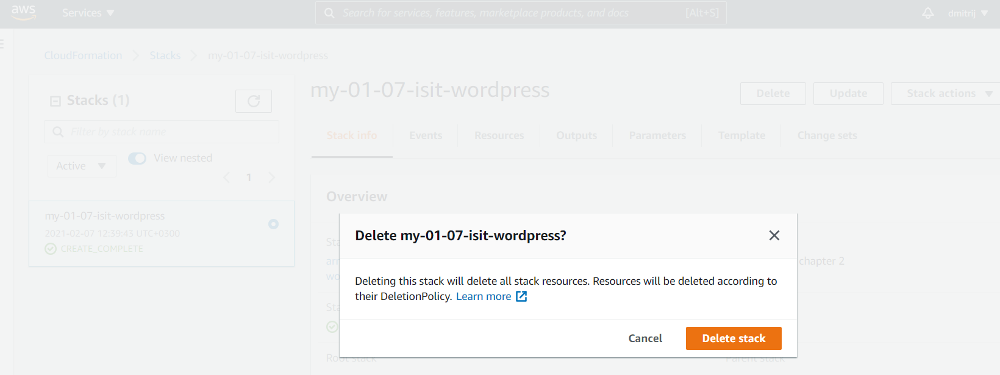 aws
Services
Search for services, features, marketplace products, and docs
[Alt+S]
dmitrij
CloudFormation
Stacks
my-01-07-isit-wordpress
Stacks (1)
Filter by stack name
Active
View nested
1
my-01-07-isit-wordpress
2021-02-07 12:39:43 UTC+0300
CREATE_COMPLETE
my-01-07-isit-wordpress
Delete
Update
Stack actions
Stack info
Events
Resources
Outputs
Parameters
Template
Change sets
Overview
chapter 2
Delete my-01-07-isit-wordpress?
Deleting this stack will delete all stack resources. Resources will be deleted according to
their DeletionPolicy. Learn more
Cancel
Delete stack
Root stack
Parent stack